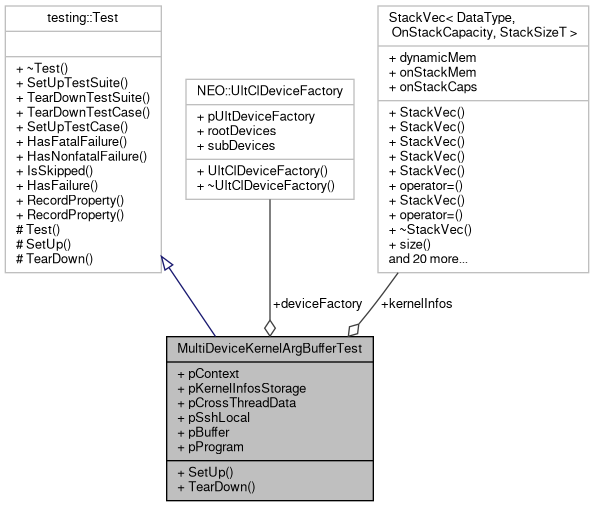 testing::Test
+ ~Test()
+ SetUpTestSuite()
+ TearDownTestSuite()
+ TearDownTestCase()
+ SetUpTestCase()
+ HasFatalFailure()
+ HasNonfatalFailure()
+ IsSkipped()
+ HasFailure()
+ RecordProperty()
+ RecordProperty()
# Test()
# SetUp()
# TearDown()
NEO::UltClDeviceFactory
+ pUltDeviceFactory
+ rootDevices
+ subDevices
+ UltClDeviceFactory()
+ ~UltClDeviceFactory()
StackVec< DataType,
OnStackCapacity, StackSizeT >
+ dynamicMem
+ onStackMem
+ onStackCaps
+ StackVec()
+ StackVec()
+ StackVec()
+ StackVec()
+ StackVec()
+ operator=()
+ StackVec()
+ operator=()
+ ~StackVec()
+ size()
and 20 more...
+deviceFactory
+kernelInfos
MultiDeviceKernelArgBufferTest
+ pContext
+ pKernelInfosStorage
+ pCrossThreadData
+ pSshLocal
+ pBuffer
+ pProgram
+ SetUp()
+ TearDown()